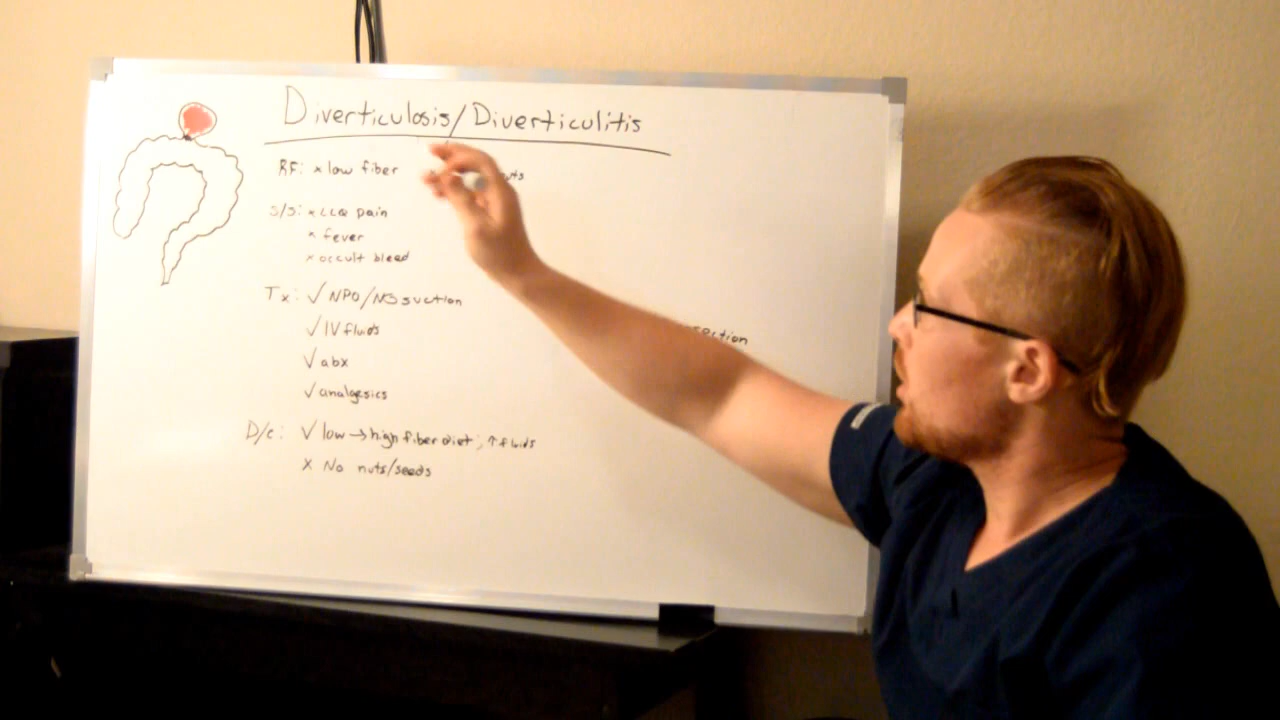 Diverticulosis/Diverticulitis
RF: x low fiber
S/S: x LLQ pain
x fever
x occult bleed
Tx: ✓ NPO/NG suction
✓ IV fluids
✓ abx
✓ analgesics
D/c: ✓ low → high fiber diet; ↑ fluids
x No nuts/seeds